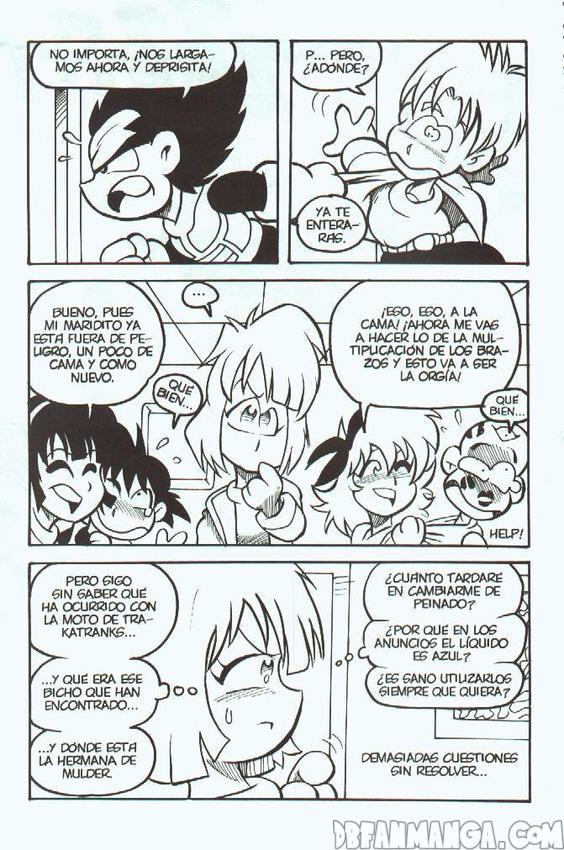 NO IMPORTA, ¡NOS LARGA-
MOS AHORA Y DEPRISITA!
P... PERO,
¿ADÓNDE?
YA TE
ENTERA-
RAS.
...
BUENO, PUES
MI MARIDITO YA
ESTÁ FUERA DE PE-
LIGRO, UN POCO DE
CAMA Y COMO
NUEVO.
QUÉ
BIEN...
¡EGO, EGO, A LA
CAMA! ¡AHORA ME VAS
A HACER LO DE LA MUL-
TIPLICACIÓN DE LOS BRA-
ZOS Y ESTO VA A SER
LA ORGÍA!
QUÉ
BIEN...
HELP!
PERO SIGO
SIN SABER QUE
HA OCURRIDO CON
LA MOTO DE TRA-
KATRANKS...
...Y QUÉ ERA ESE
BICHO QUE HAN
ENCONTRADO...
...Y DÓNDE ESTÁ
LA HERMANA DE
MULDER.
¿CUÁNTO TARDARÉ
EN CAMBIARME DE
PEINADO?
¿POR QUÉ EN LOS
ANUNCIOS EL LÍQUIDO
ES AZUL?
¿ES SANO UTILIZARLOS
SIEMPRE QUE QUIERA?
DEMASIADAS CUESTIONES
SIN RESOLVER...
DBFANMANGA.COM